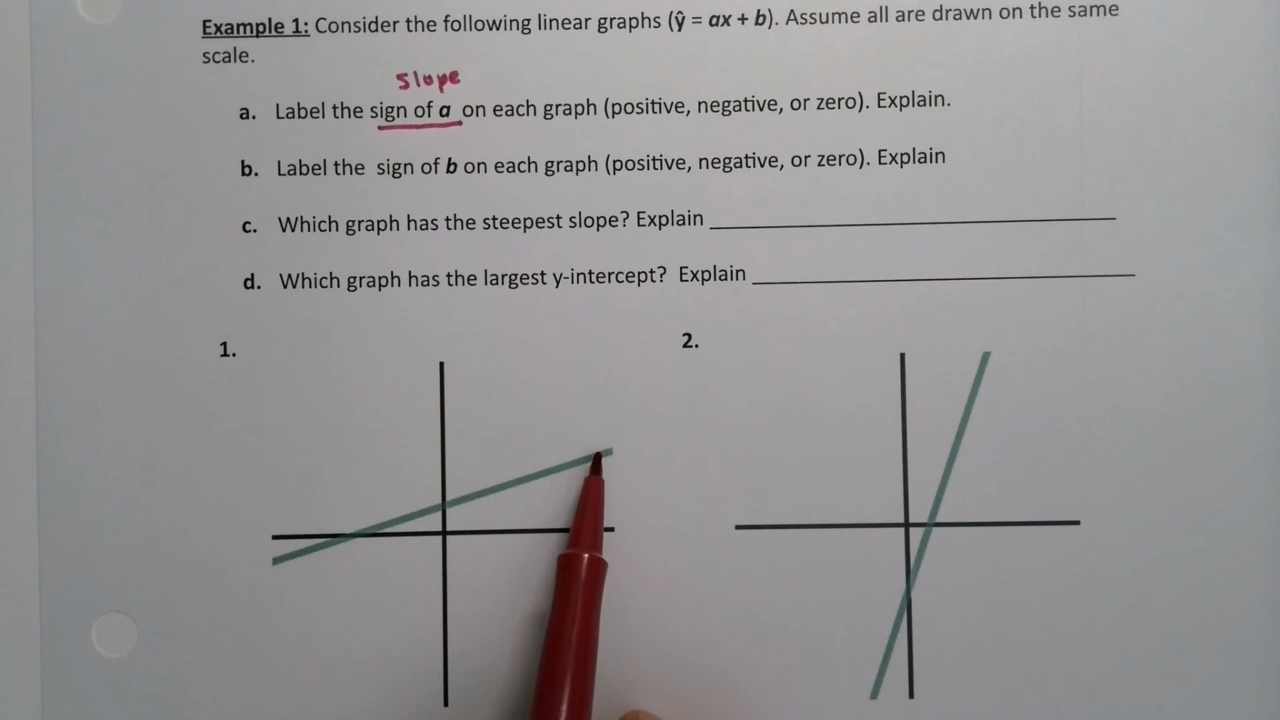 Example 1: Consider the following linear graphs (ŷ = ax + b). Assume all are drawn on the same
scale.
slope
a. Label the sign of a on each graph (positive, negative, or zero). Explain.
b. Label the sign of b on each graph (positive, negative, or zero). Explain
c. Which graph has the steepest slope? Explain
d. Which graph has the largest y-intercept? Explain
1.
2.